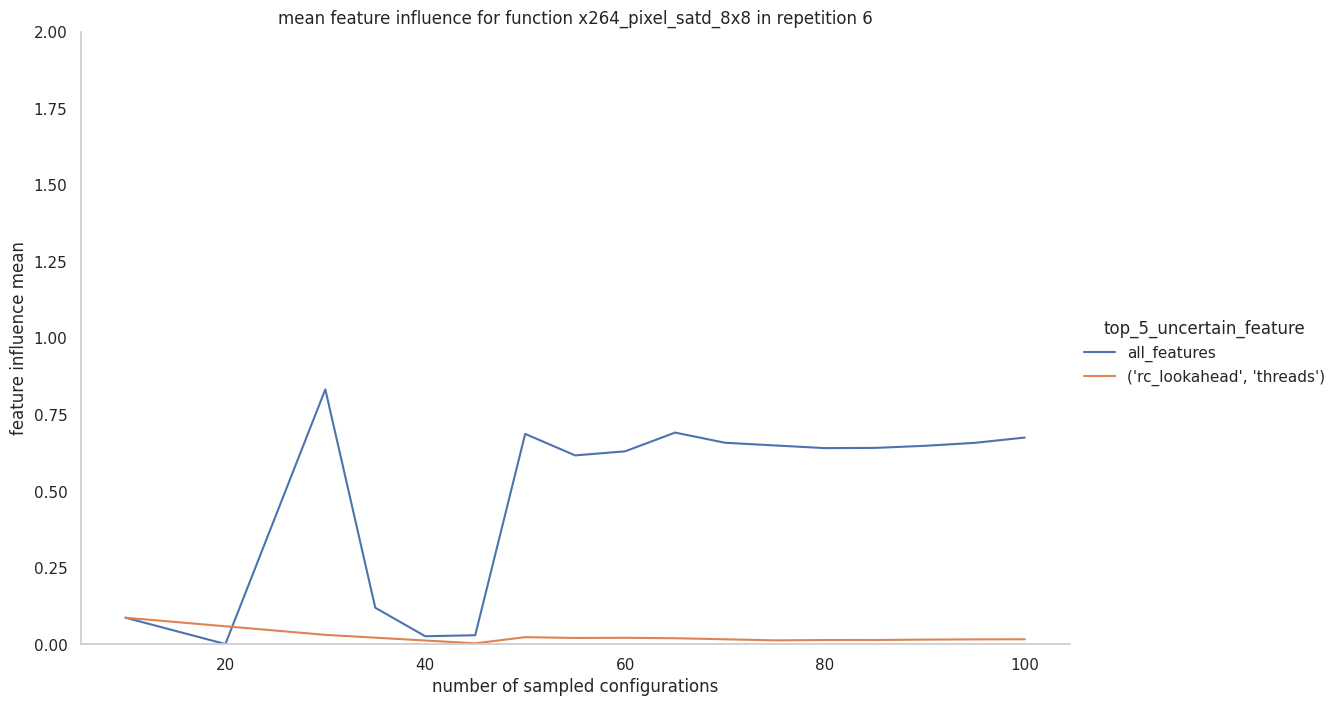 mean feature influence for function x264_pixel_satd_8x8 in repetition 6
2.00
1.75
1.50
1.25
1.00
0.75
0.50
0.25
0.00
feature influence mean
20
40
60
80
100
number of sampled configurations
top_5_uncertain_feature
all_features
('rc_lookahead', 'threads')